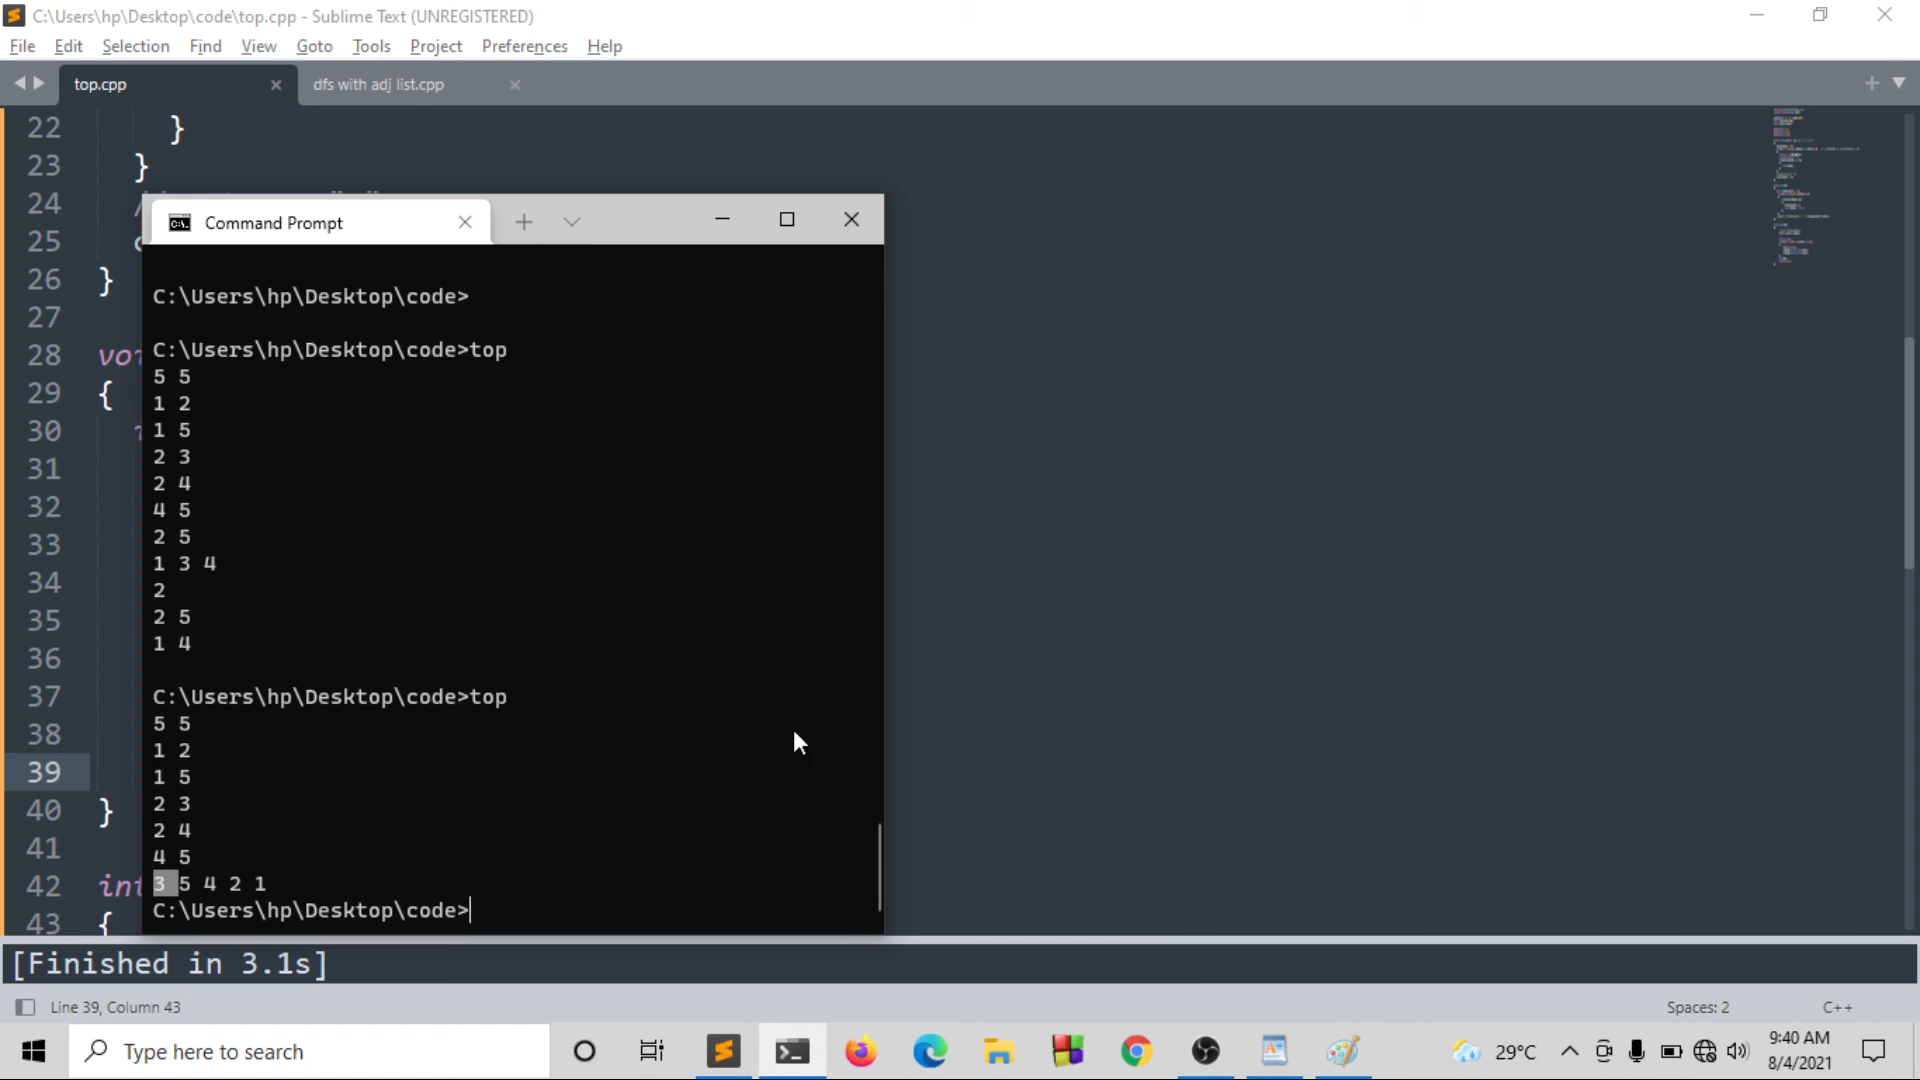 C:\Users\hp\Desktop\code\top.cpp - Sublime Text (UNREGISTERED)
File Edit Selection Find View Goto Tools Project Preferences Help
top.cpp
dfs with adj list.cpp
22 }
23 }
24
25
26 }
27
28
29 {
30
31
32
33
34
35
36
37
38
39
40 }
41
42 int
43 {
Command Prompt
C:\Users\hp\Desktop\code>
C:\Users\hp\Desktop\code>top
5 5
1 2
1 5
2 3
2 4
4 5
2 5
1 3 4
2
2 5
1 4
C:\Users\hp\Desktop\code>top
5 5
1 2
1 5
2 3
2 4
4 5
3 5 4 2 1
C:\Users\hp\Desktop\code>
[Finished in 3.1s]
Line 39, Column 43
Spaces: 2
C++
Type here to search
29°C
9:40 AM
8/4/2021